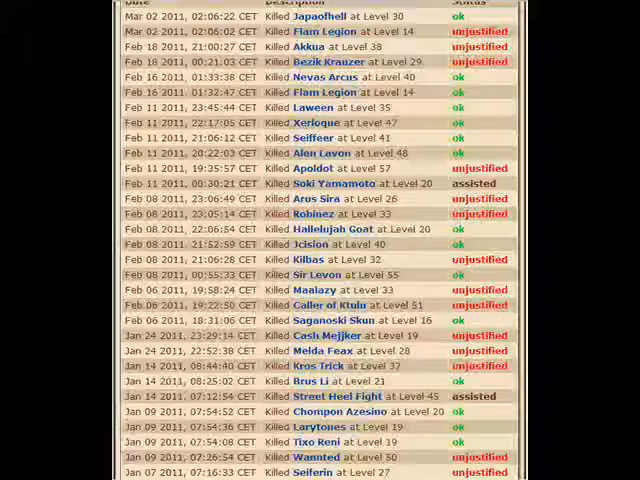 Date Description Status
Mar 02 2011, 02:06:22 CET Killed Japaofhell at Level 30 ok
Mar 02 2011, 02:06:02 CET Killed Flam Legion at Level 14 unjustified
Feb 18 2011, 21:00:27 CET Killed Akkua at Level 38 unjustified
Feb 18 2011, 00:21:03 CET Killed Bezik Krauzer at Level 29 unjustified
Feb 16 2011, 01:33:38 CET Killed Nevas Arcus at Level 40 ok
Feb 16 2011, 01:32:47 CET Killed Flam Legion at Level 14 ok
Feb 11 2011, 23:45:44 CET Killed Laween at Level 35 ok
Feb 11 2011, 22:17:05 CET Killed Xerloque at Level 47 ok
Feb 11 2011, 21:06:12 CET Killed Seiffeer at Level 41 ok
Feb 11 2011, 20:22:03 CET Killed Alen Lavon at Level 48 ok
Feb 11 2011, 19:35:57 CET Killed Apoldot at Level 57 unjustified
Feb 11 2011, 00:30:21 CET Killed Soki Yamamoto at Level 20 assisted
Feb 08 2011, 23:06:49 CET Killed Arus Sira at Level 26 unjustified
Feb 08 2011, 23:05:14 CET Killed Robinez at Level 33 unjustified
Feb 08 2011, 22:06:54 CET Killed Hallelujah Goat at Level 20 ok
Feb 08 2011, 21:52:59 CET Killed Jcision at Level 40 ok
Feb 08 2011, 21:06:28 CET Killed Kilbas at Level 32 unjustified
Feb 08 2011, 00:55:33 CET Killed Sir Levon at Level 55 ok
Feb 06 2011, 19:58:24 CET Killed Maalazy at Level 33 unjustified
Feb 06 2011, 19:22:50 CET Killed Caller of Ktulu at Level 51 unjustified
Feb 06 2011, 18:31:06 CET Killed Saganoski Skun at Level 16 ok
Jan 24 2011, 23:29:14 CET Killed Cash Mejjker at Level 19 unjustified
Jan 24 2011, 22:52:38 CET Killed Melda Feax at Level 28 unjustified
Jan 14 2011, 08:44:40 CET Killed Kros Trick at Level 37 unjustified
Jan 14 2011, 08:25:02 CET Killed Brus Li at Level 21 ok
Jan 14 2011, 07:12:54 CET Killed Street Heel Fight at Level 45 assisted
Jan 09 2011, 07:54:52 CET Killed Chompon Azesino at Level 20 ok
Jan 09 2011, 07:54:36 CET Killed Larytones at Level 19 ok
Jan 09 2011, 07:54:08 CET Killed Tixo Reni at Level 19 ok
Jan 09 2011, 07:26:54 CET Killed Wannted at Level 50 unjustified
Jan 07 2011, 07:16:33 CET Killed Seiferin at Level 27 unjustified